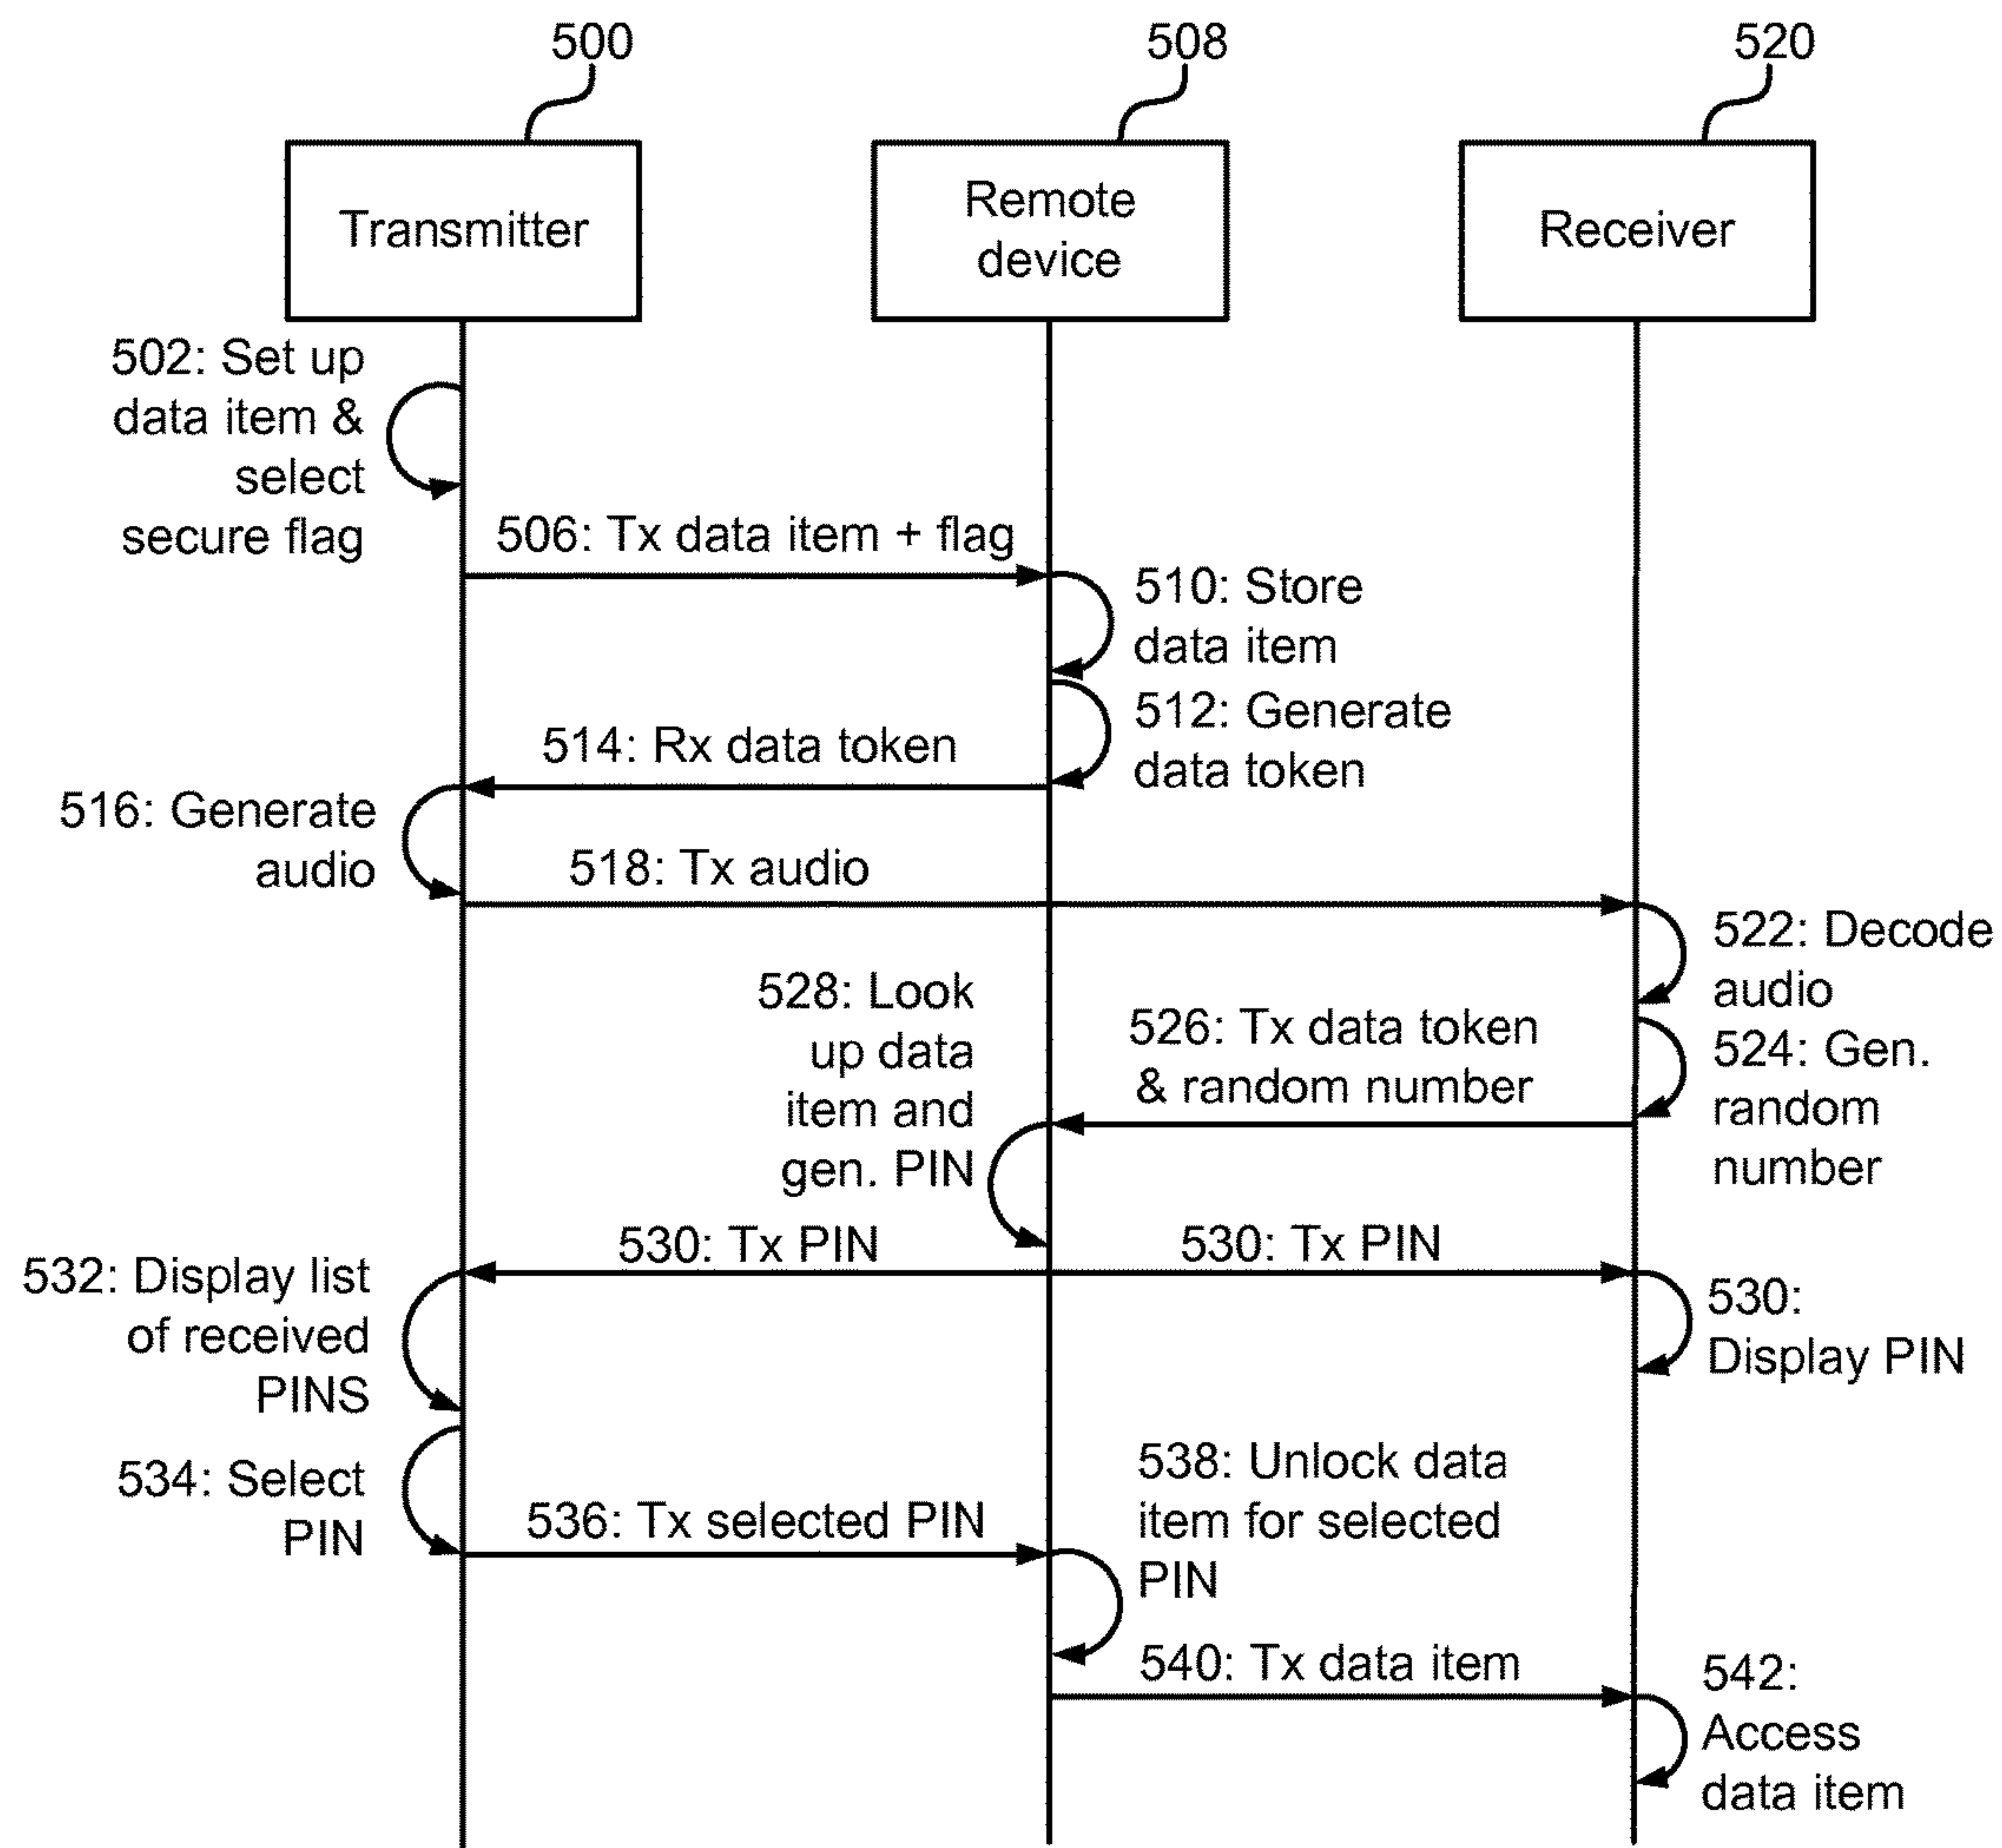 500
508
520
Transmitter
Remote
device
Receiver
502: Set up
data item &
select
secure flag
506: Tx data item + flag
510: Store
data item
512: Generate
data token
514: Rx data token
516: Generate
audio
518: Tx audio
522: Decode
audio
524: Gen.
random
number
526: Tx data token
& random number
528: Look
up data
item and
gen. PIN
530: Tx PIN
530: Tx PIN
532: Display list
of received
PINS
530:
Display PIN
534: Select
PIN
536: Tx selected PIN
538: Unlock data
item for selected
PIN
540: Tx data item
542:
Access
data item